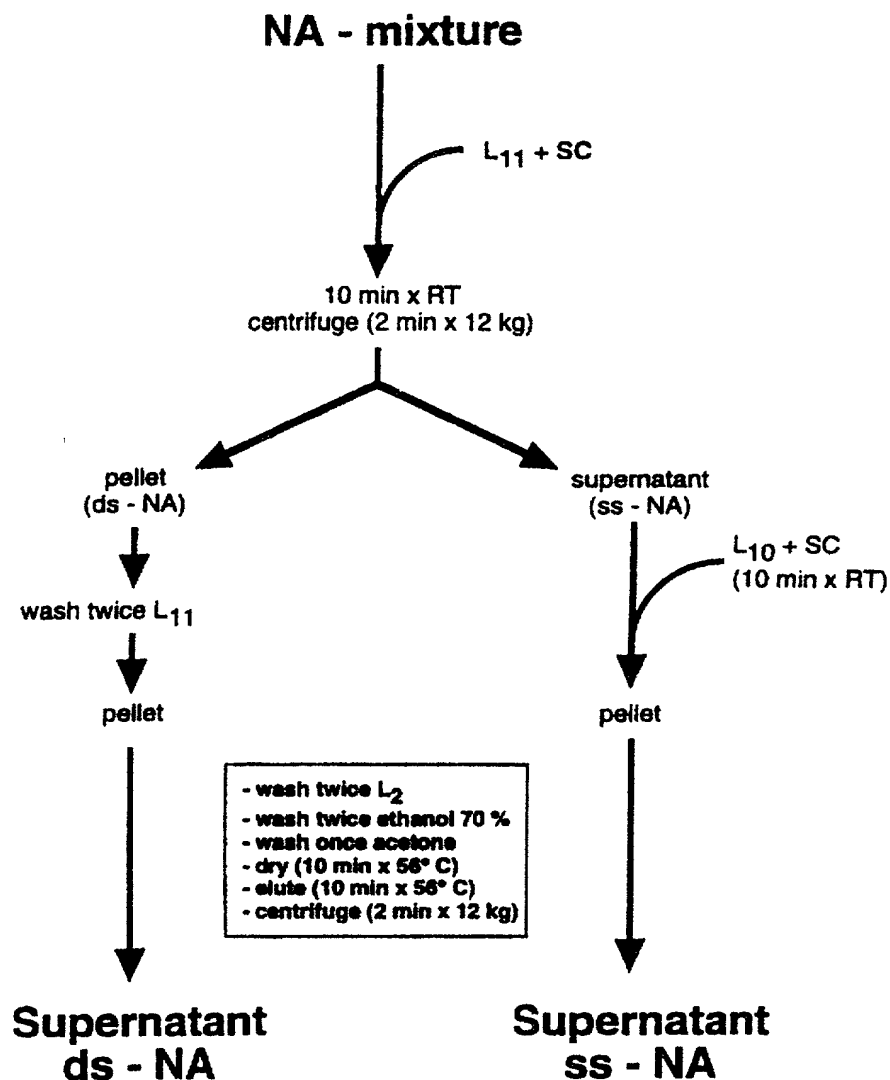 NA - mixture
L11 + SC
10 min x RT
centrifuge (2 min x 12 kg)
pellet
(ds - NA)
supernatant
(ss - NA)
L10 + SC
(10 min x RT)
wash twice L11
pellet
pellet
- wash twice L2
- wash twice ethanol 70 %
- wash once acetone
- dry (10 min x 56° C)
- elute (10 min x 56° C)
- centrifuge (2 min x 12 kg)
Supernatant
ds - NA
Supernatant
ss - NA